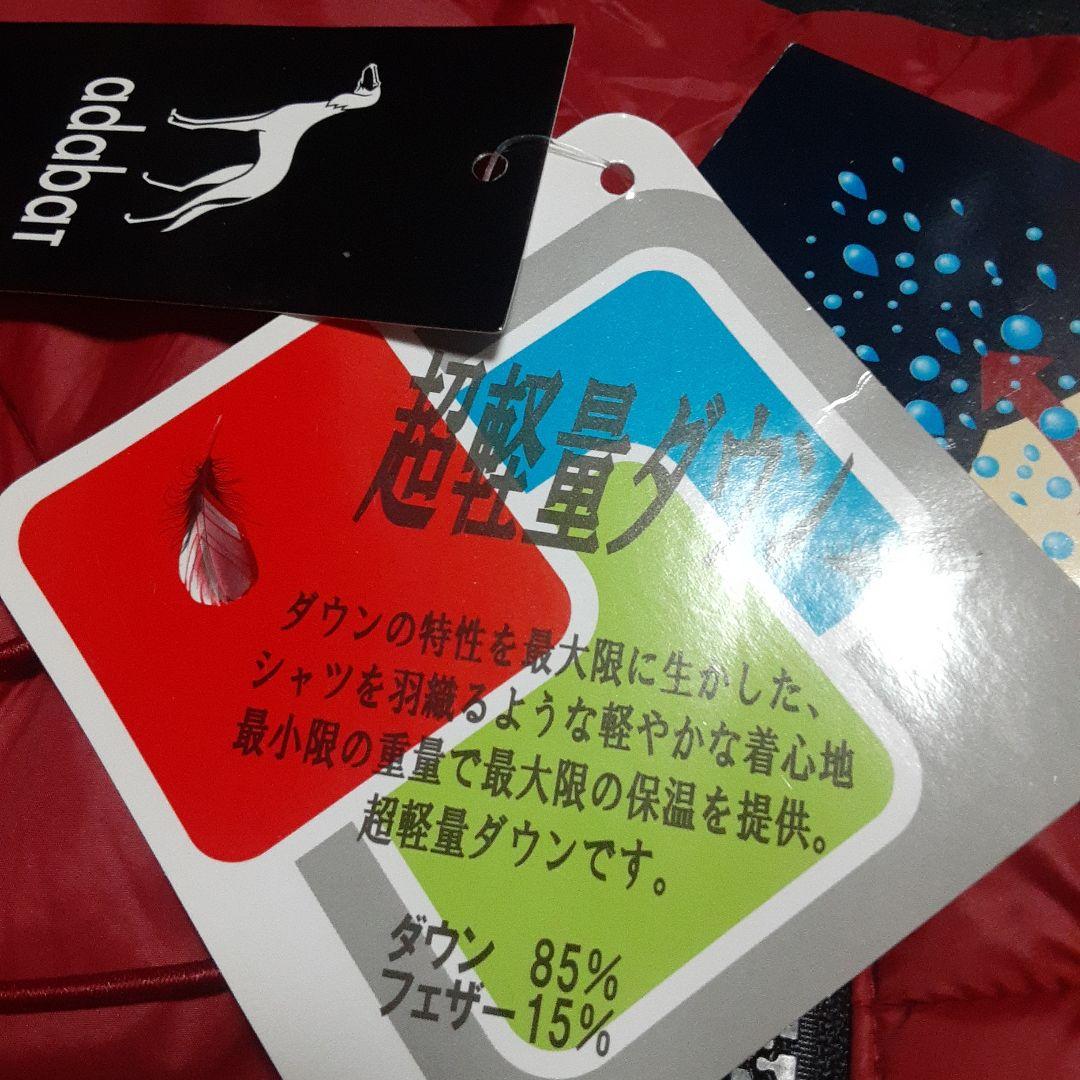 adabat
超軽量ダウン
ダウンの特性を最大限に生かした、
シャツを羽織るような軽やかな着心地
最小限の重量で最大限の保温を提供。
超軽量ダウンです。
ダウン 85%
フェザー15%